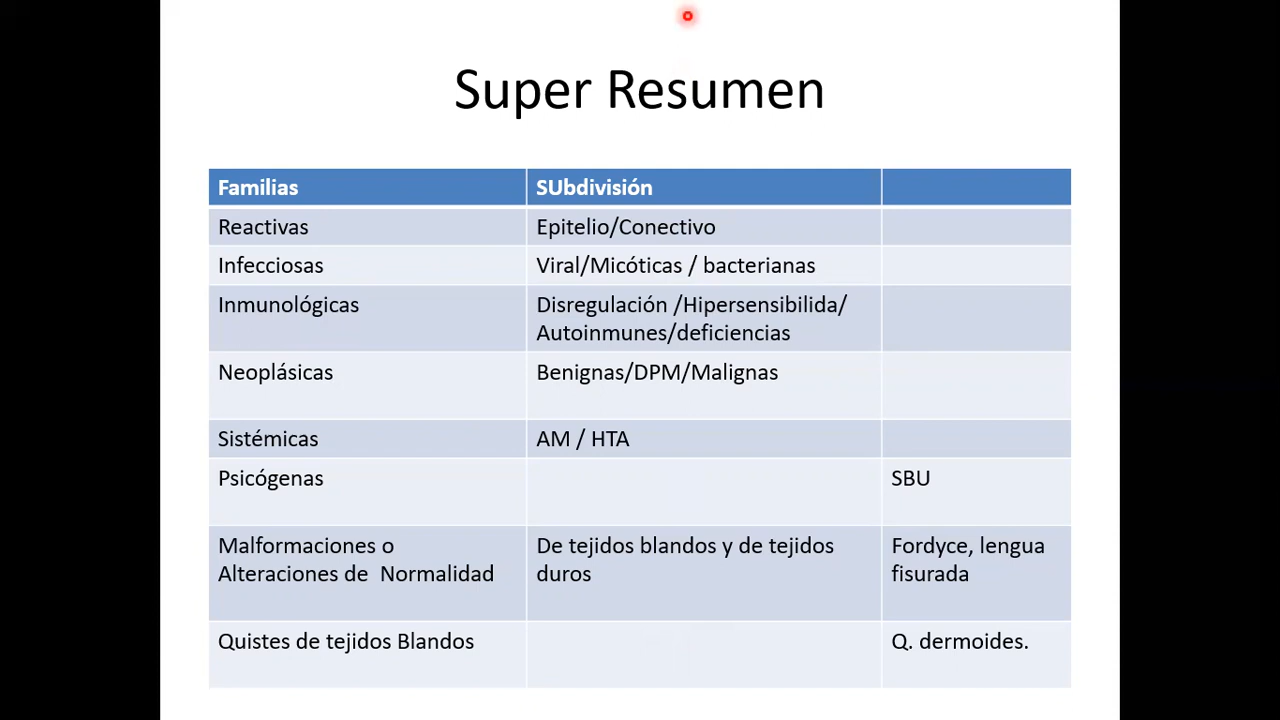 Super Resumen
Familias SUbdivisión
Reactivas Epitelio/Conectivo
Infecciosas Viral/Micóticas / bacterianas
Inmunológicas Disregulación /Hipersensibilida/
Autoinmunes/deficiencias
Neoplásicas Benignas/DPM/Malignas
Sistémicas AM / HTA
Psicógenas SBU
Malformaciones o De tejidos blandos y de tejidos Fordyce, lengua
Alteraciones de  Normalidad duros fisurada
Quistes de tejidos Blandos Q. dermoides.